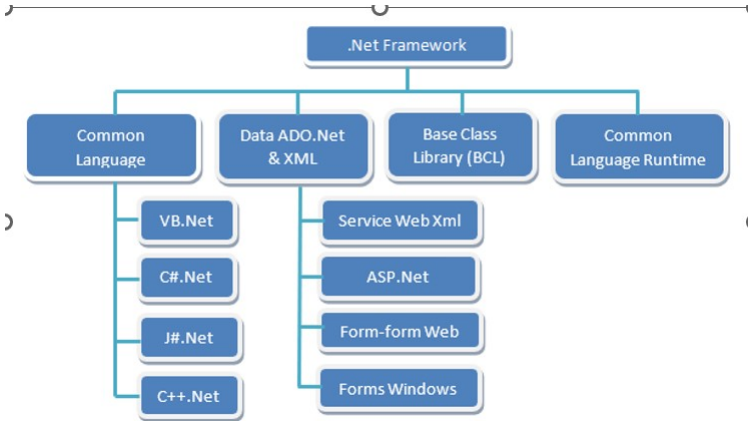 .Net Framework
Common
Language
Data ADO.Net
& XML
Base Class
Library (BCL)
Common
Language Runtime
VB.Net
C#.Net
J#.Net
C++.Net
Service Web Xml
ASP.Net
Form-form Web
Forms Windows